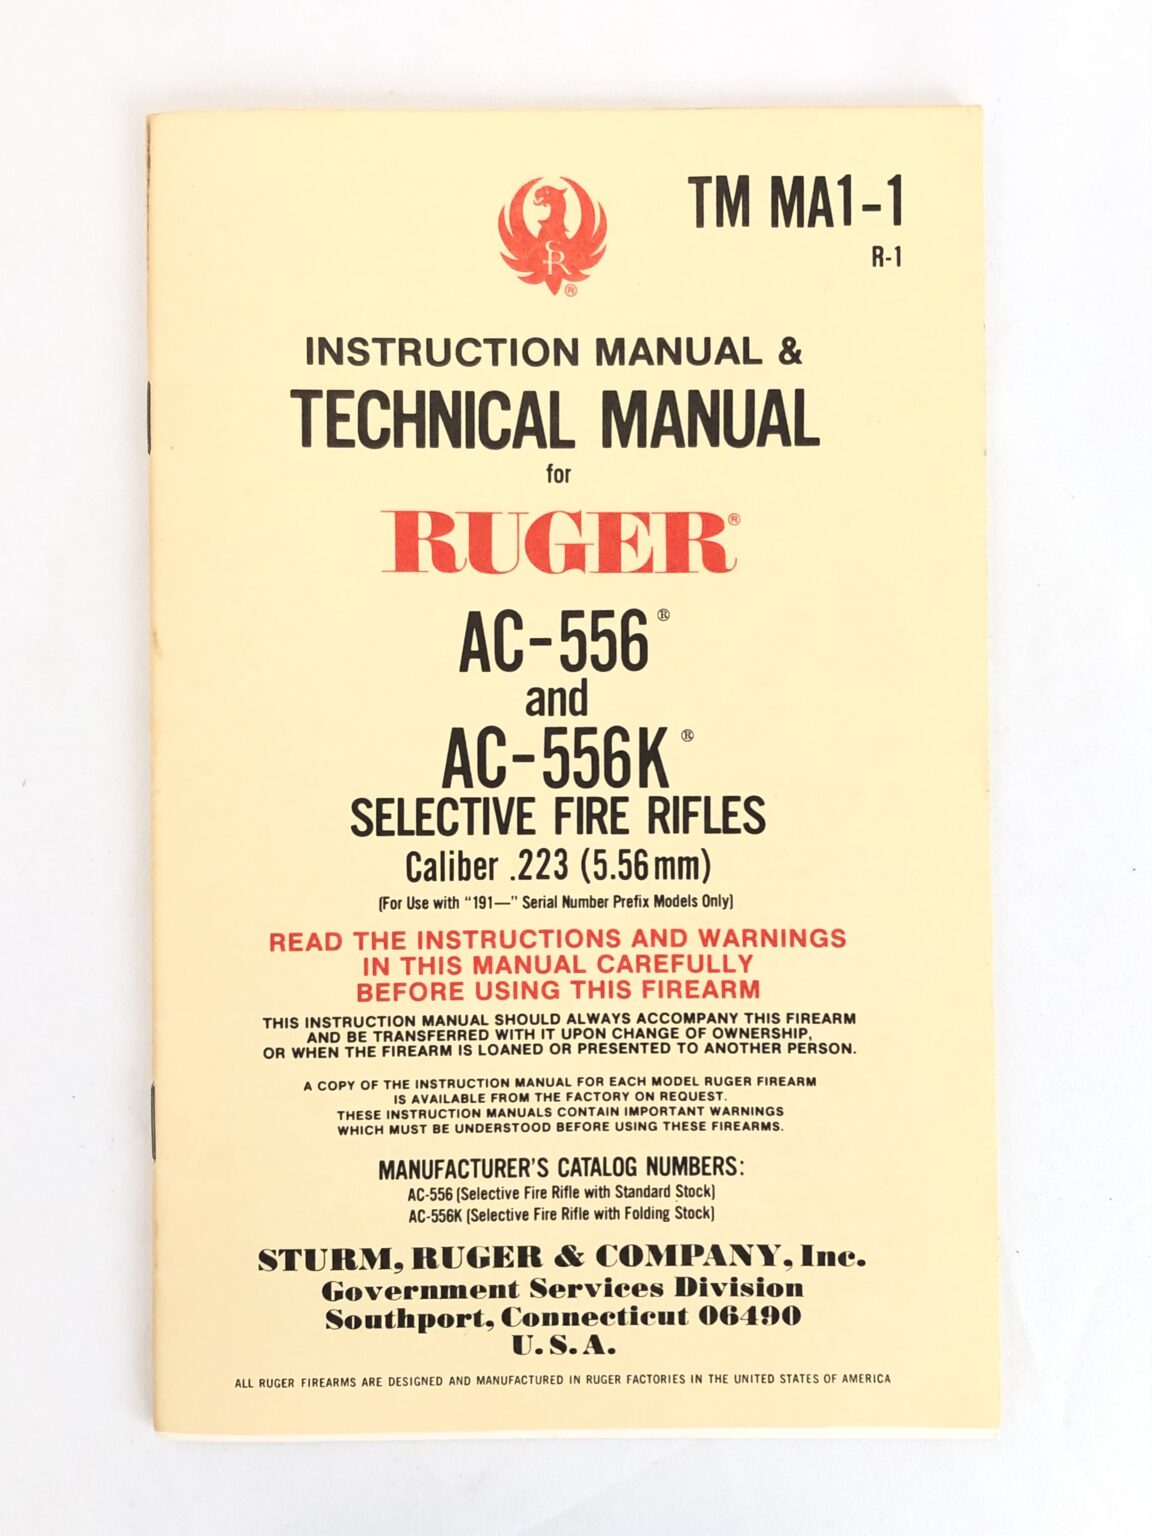 TM MA1-1
R-1
R®
INSTRUCTION MANUAL &
TECHNICAL MANUAL
for
RUGER®
AC-556®
and
AC-556K®
SELECTIVE FIRE RIFLES
Caliber .223 (5.56mm)
(For Use with "191—" Serial Number Prefix Models Only)
READ THE INSTRUCTIONS AND WARNINGS
IN THIS MANUAL CAREFULLY
BEFORE USING THIS FIREARM
THIS INSTRUCTION MANUAL SHOULD ALWAYS ACCOMPANY THIS FIREARM
AND BE TRANSFERRED WITH IT UPON CHANGE OF OWNERSHIP,
OR WHEN THE FIREARM IS LOANED OR PRESENTED TO ANOTHER PERSON.
A COPY OF THE INSTRUCTION MANUAL FOR EACH MODEL RUGER FIREARM
IS AVAILABLE FROM THE FACTORY ON REQUEST.
THESE INSTRUCTION MANUALS CONTAIN IMPORTANT WARNINGS
WHICH MUST BE UNDERSTOOD BEFORE USING THESE FIREARMS.
MANUFACTURER'S CATALOG NUMBERS:
AC-556 (Selective Fire Rifle with Standard Stock)
AC-556K (Selective Fire Rifle with Folding Stock)
STURM, RUGER & COMPANY, Inc.
Government Services Division
Southport, Connecticut 06490
U.S.A.
ALL RUGER FIREARMS ARE DESIGNED AND MANUFACTURED IN RUGER FACTORIES IN THE UNITED STATES OF AMERICA